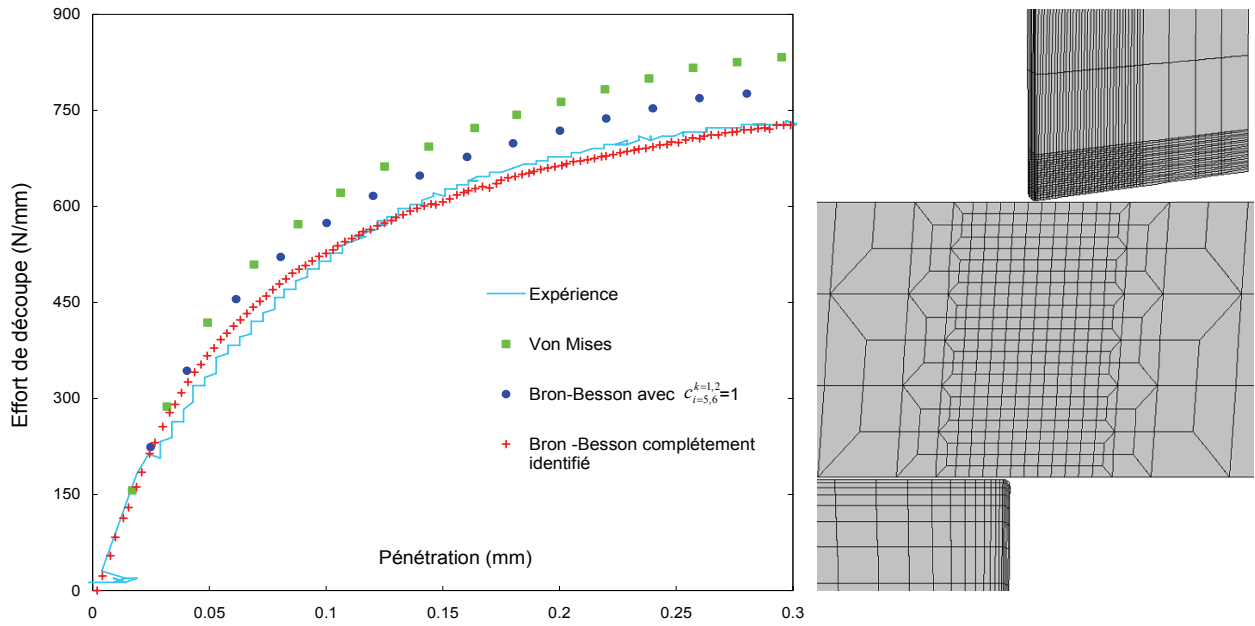 900
750
600
450
300
150
0
Effort de découpe (N/mm)
Expérience
Von Mises
Bron-Besson avec c_{i=5,6}^{k=1,2}=1
Bron -Besson complétement
identifié
Pénétration (mm)
0 0.05 0.1 0.15 0.2 0.25 0.3